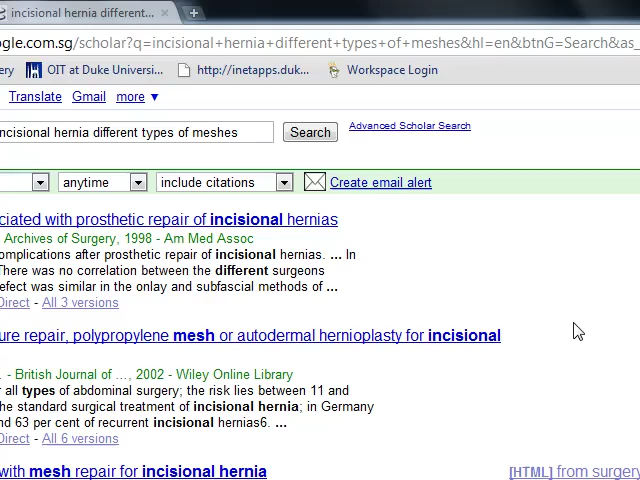 incisional hernia different...
ogle.com.sg/scholar?q=incisional+hernia+different+types+of+meshes&hl=en&btnG=Search&as_
ery OIT at Duke Universi... http://inetapps.duk... Workspace Login
Translate Gmail more ▼
ncisional hernia different types of meshes Search Advanced Scholar Search
anytime include citations Create email alert
ciated with prosthetic repair of incisional hernias
Archives of Surgery, 1998 - Am Med Assoc
omplications after prosthetic repair of incisional hernias. ... In
There was no correlation between the different surgeons
efect was similar in the onlay and subfascial methods of ...
Direct - All 3 versions
ure repair, polypropylene mesh or autodermal hernioplasty for incisional
. - British Journal of ..., 2002 - Wiley Online Library
r all types of abdominal surgery; the risk lies between 11 and
he standard surgical treatment of incisional hernia; in Germany
nd 63 per cent of recurrent incisional hernias6. ...
Direct - All 6 versions
with mesh repair for incisional hernia [HTML] from surgery